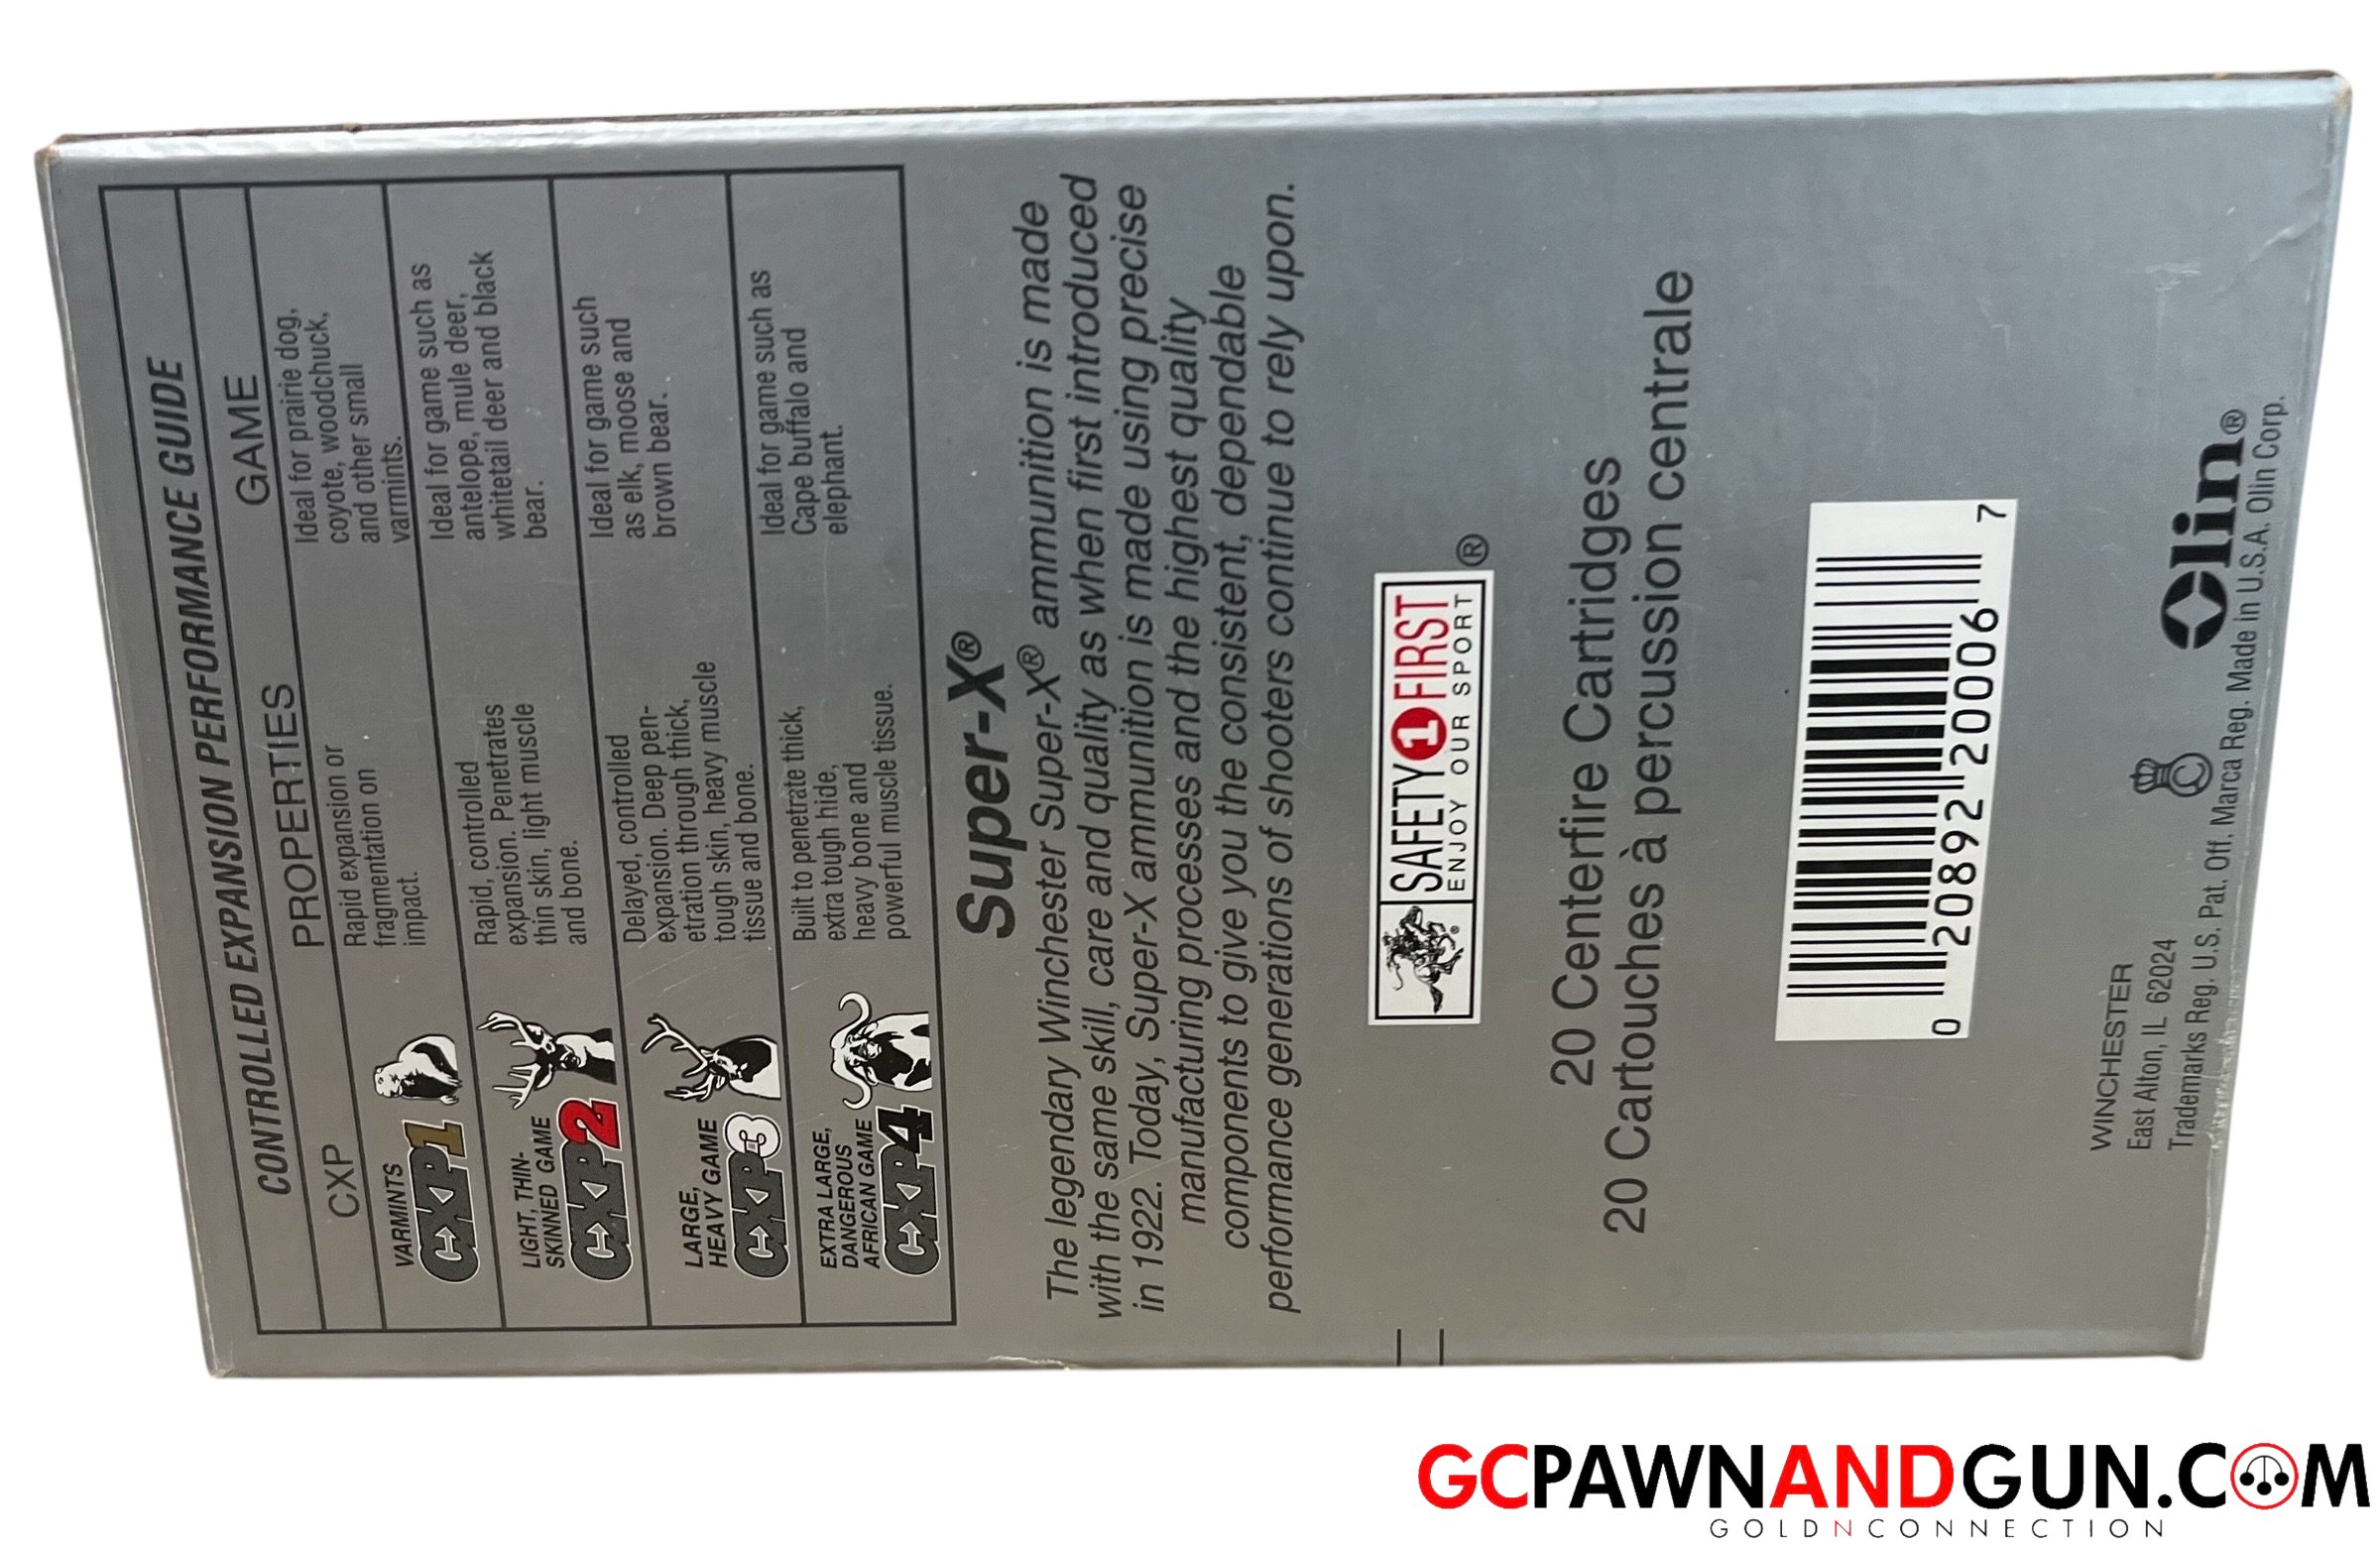 CONTROLLED EXPANSION PERFORMANCE GUIDE
CXP PROPERTIES GAME
VARMINTS
CXP1
Rapid expansion or
fragmentation on
impact.
Ideal for prairie dog,
coyote, woodchuck,
and other small
varmints.
LIGHT, THIN-
SKINNED GAME
CXP2
Rapid, controlled
expansion. Penetrates
thin skin, light muscle
and bone.
Ideal for game such as
antelope, mule deer,
whitetail deer and black
bear.
LARGE,
HEAVY GAME
CXP3
Delayed, controlled
expansion. Deep pen-
etration through thick,
tough skin, heavy muscle
tissue and bone.
Ideal for game such
as elk, moose and
brown bear.
EXTRA LARGE,
DANGEROUS
AFRICAN GAME
CXP4
Built to penetrate thick,
extra tough hide,
heavy bone and
powerful muscle tissue.
Ideal for game such as
Cape buffalo and
elephant.
Super-X®
The legendary Winchester Super-X® ammunition is made
with the same skill, care and quality as when first introduced
in 1922. Today, Super-X ammunition is made using precise
manufacturing processes and the highest quality
components to give you the consistent, dependable
performance generations of shooters continue to rely upon.
SAFETY 1 FIRST ®
ENJOY OUR SPORT
20 Centerfire Cartridges
20 Cartouches à percussion centrale
0 20892 20006 7
WINCHESTER
East Alton, IL 62024
Olin®
Trademarks Reg. U.S. Pat. Off. Marca Reg. Made in U.S.A. Olin Corp.
GCPAWNANDGUN.COM
GOLDNCONNECTION